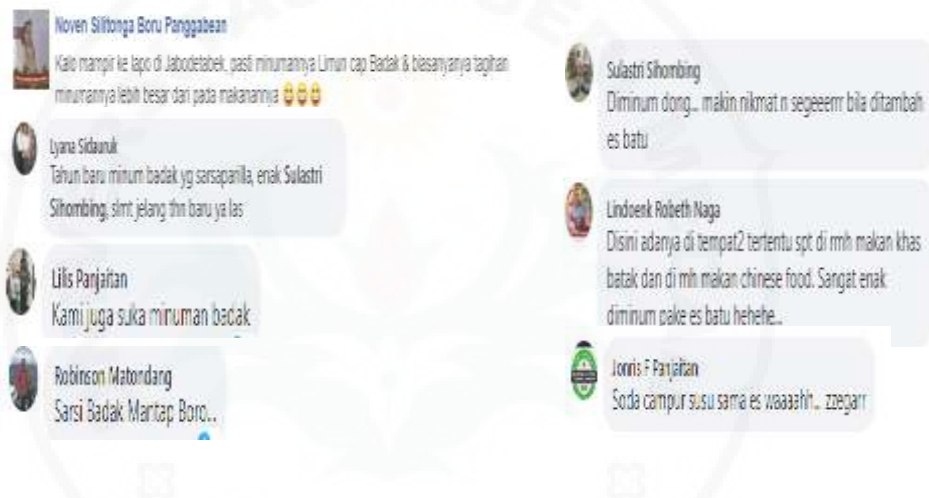 Noven Silitonga Boru Panggabean
Kalo mampir ke lapo di Jabodetabek, pasti minumannya Limun cap Badak & biasanyanya tagihan
minumannya lebih besar dari pada makanannya 😀😀😀
Lyana Sidauruk
Tahun baru minum badak yg sarsaparilla, enak Sulastri
Sihombing, slmt jelang thn baru ya las
Lilis Panjaitan
Kami juga suka minuman badak
Robinson Matondang
Sarsi Badak Mantap Boro...
Sulastri Sihombing
Diminum dong... makin nikmat n segeeerrr bila ditambah
es batu
Lindoenk Robeth Naga
Disini adanya di tempat2 tertentu spt di rmh makan khas
batak dan di rmh makan chinese food. Sangat enak
diminum pake es batu hehehe...
Jonris F Panjaitan
Soda campur susu sama es waaaahh... zzegarr